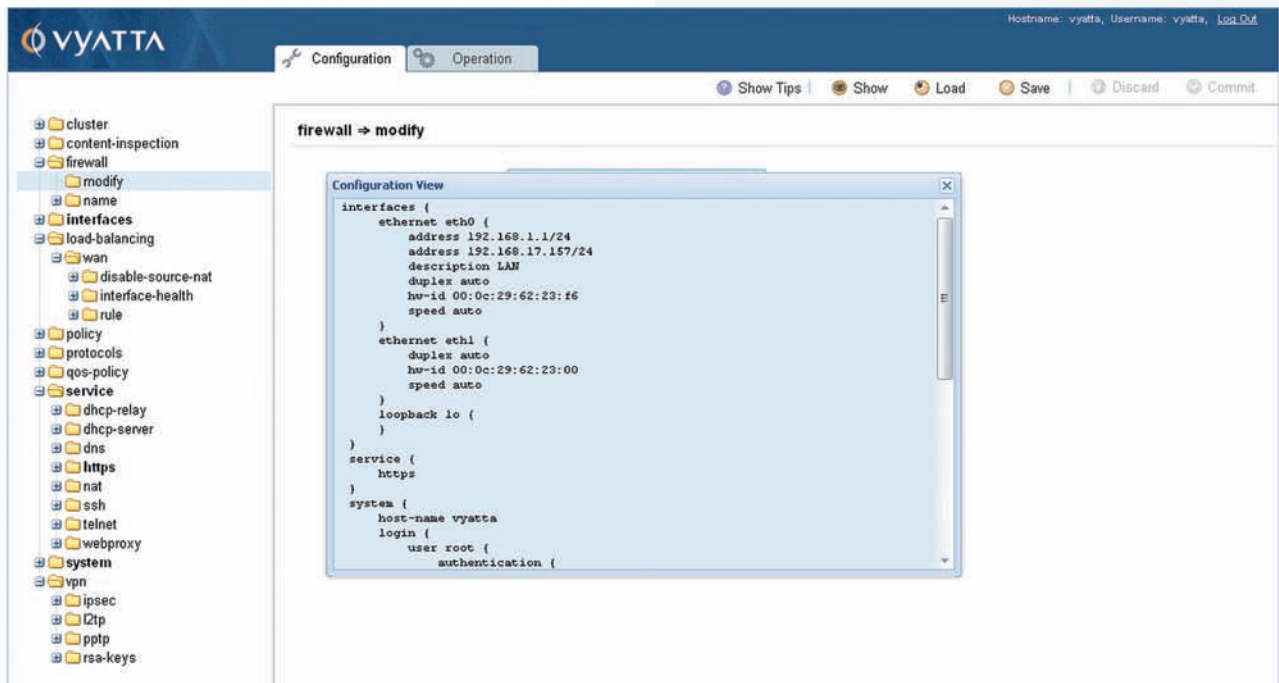 Hostname: vyatta, Username: vyatta, Log Out
VYATTA
Configuration
Operation
Show Tips
Show
Load
Save
Discard
Commit
cluster
content-inspection
firewall
modify
name
interfaces
load-balancing
wan
disable-source-nat
interface-health
rule
policy
protocols
qos-policy
service
dhcp-relay
dhcp-server
dns
https
nat
ssh
telnet
webproxy
system
vpn
ipsec
l2tp
pptp
rsa-keys
firewall ⇒ modify
Configuration View
interfaces {
ethernet eth0 {
address 192.168.1.1/24
address 192.168.17.157/24
description LAN
duplex auto
hw-id 00:0c:29:62:23:f6
speed auto
}
ethernet eth1 {
duplex auto
hw-id 00:0c:29:62:23:00
speed auto
}
loopback lo {
}
}
service {
https
}
system {
host-name vyatta
login {
user root {
authentication {